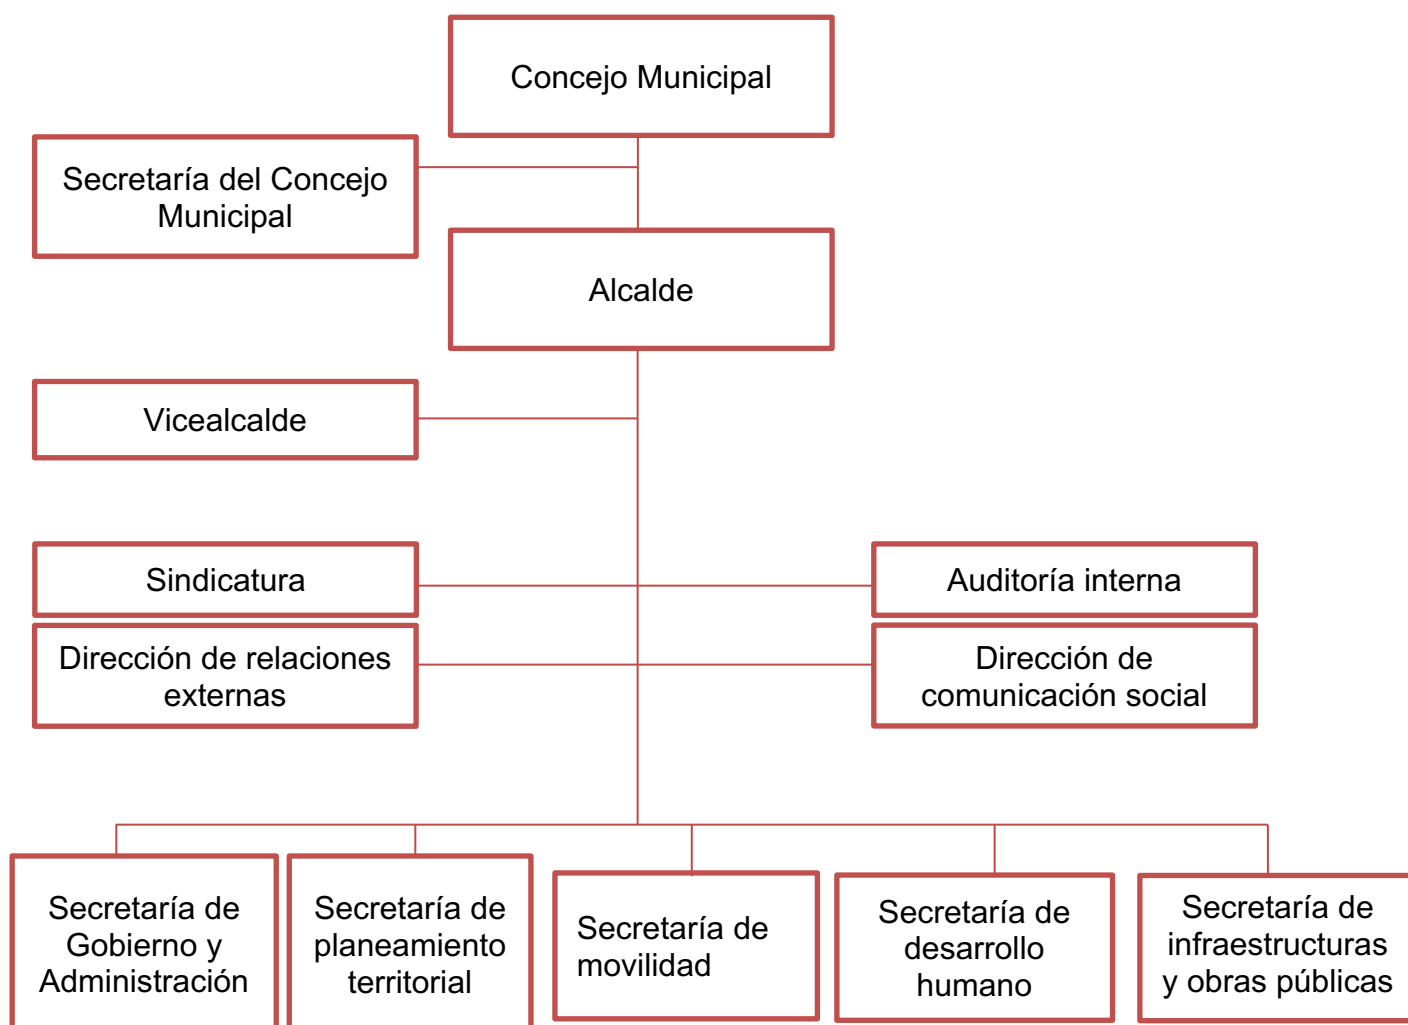 Concejo Municipal
Secretaría del Concejo
Municipal
Alcalde
Vicealcalde
Sindicatura
Auditoría interna
Dirección de relaciones
externas
Dirección de
comunicación social
Secretaría de
Gobierno y
Administración
Secretaría de
planeamiento
territorial
Secretaría de
movilidad
Secretaría de
desarrollo
humano
Secretaría de
infraestructuras
y obras públicas